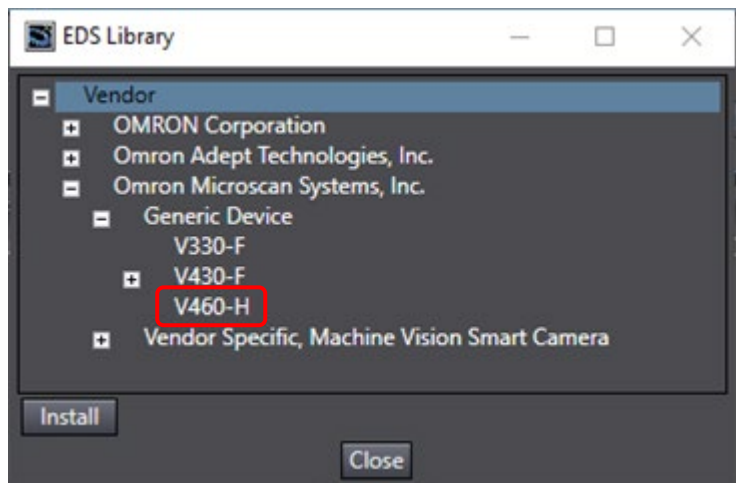 EDS Library
Vendor
OMRON Corporation
Omron Adept Technologies, Inc.
Omron Microscan Systems, Inc.
Generic Device
V330-F
V430-F
V460-H
Vendor Specific, Machine Vision Smart Camera
Install
Close